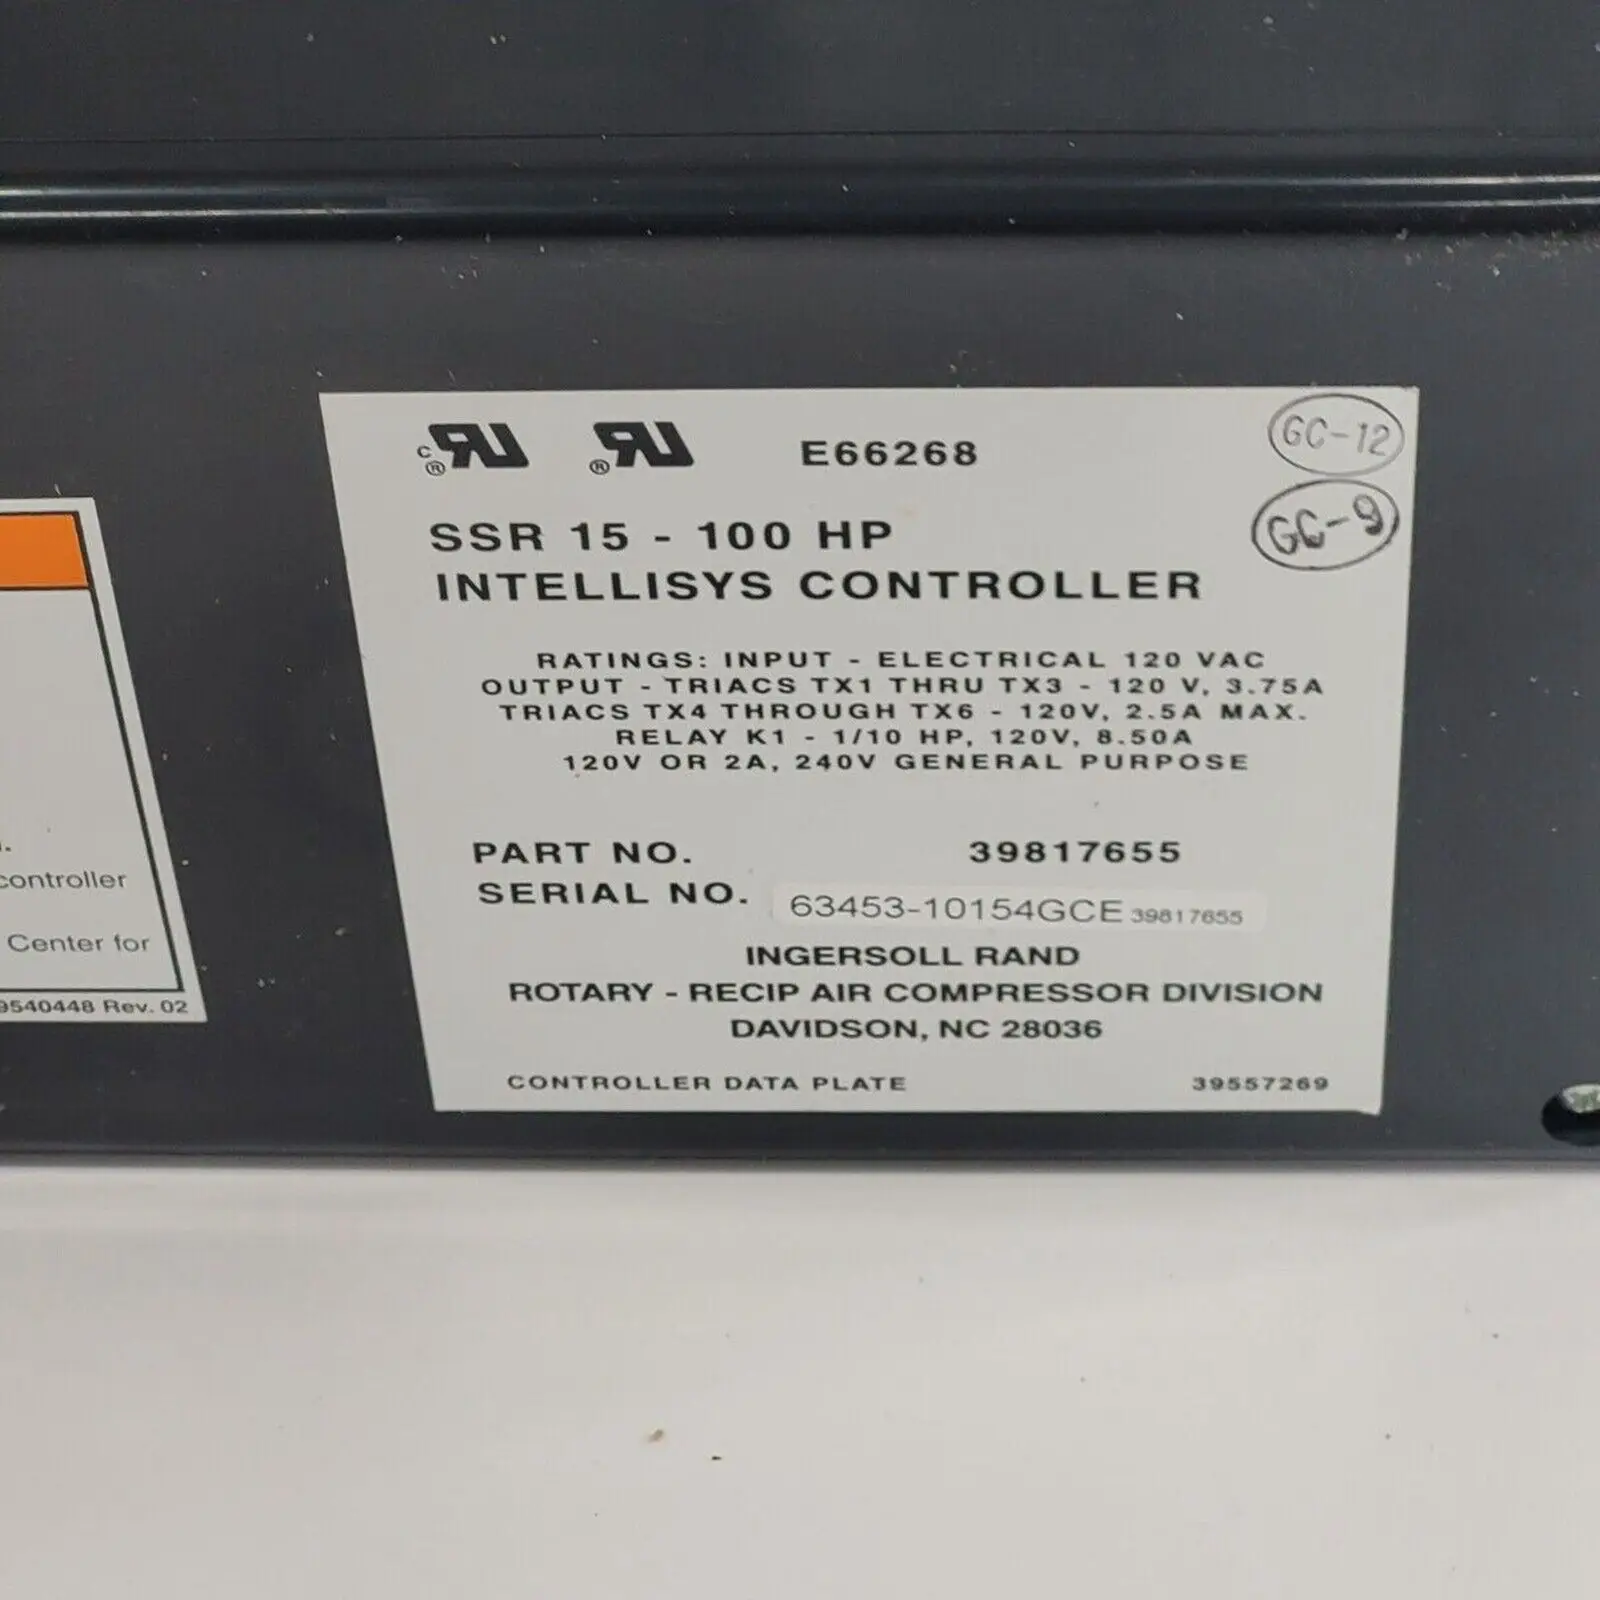 E66268
GC-12
GC-9
SSR 15 - 100 HP
INTELLISYS CONTROLLER
RATINGS: INPUT - ELECTRICAL 120 VAC
OUTPUT - TRIACS TX1 THRU TX3 - 120 V, 3.75A
TRIACS TX4 THROUGH TX6 - 120V, 2.5A MAX.
RELAY K1 - 1/10 HP, 120V, 8.50A
120V OR 2A, 240V GENERAL PURPOSE
PART NO. 39817655
SERIAL NO. 63453-10154GCE 39817655
INGERSOLL RAND
ROTARY - RECIP AIR COMPRESSOR DIVISION
DAVIDSON, NC 28036
CONTROLLER DATA PLATE 39557269
controller
Center for
9540448 Rev. 02